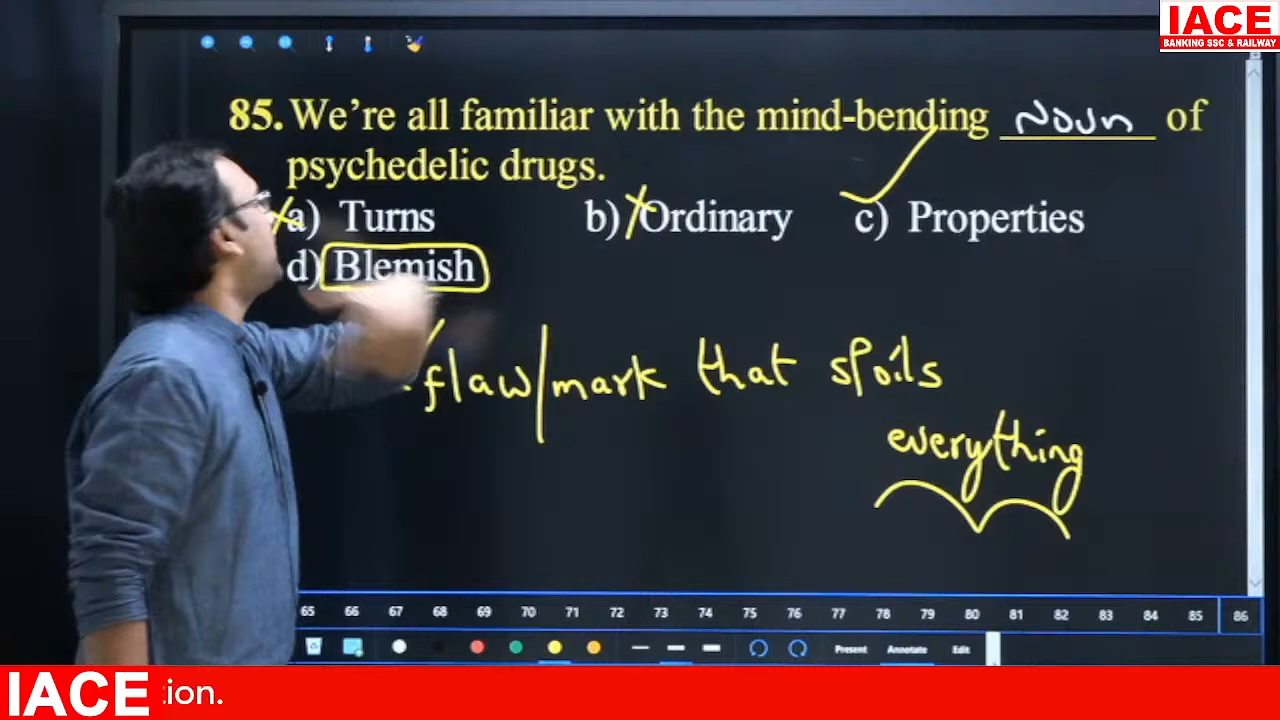 IACE
BANKING SSC & RAILWAY
85. We're all familiar with the mind-bending Noun of
psychedelic drugs.
a) Turns b) Ordinary c) Properties
d) Blemish
flaw/mark that spoils
everything
65 66 67 68 69 70 71 72 73 74 75 76 77 78 79 80 81 82 83 84 85 86
Present Annotate Edit
IACE tion.